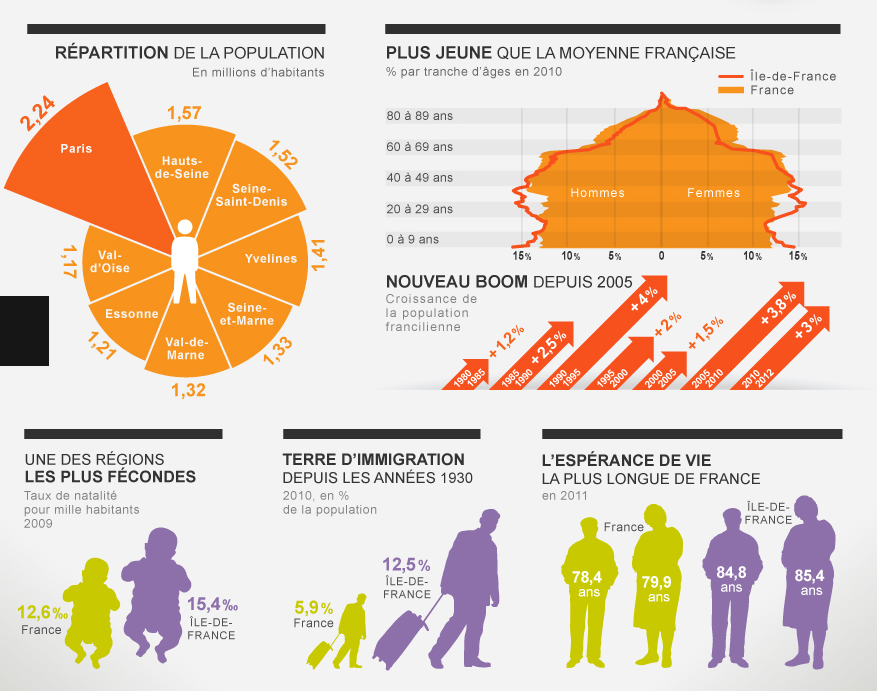 RÉPARTITION DE LA POPULATION
En millions d'habitants
2,24
Paris
1,57
Hauts-
de-Seine
1,52
Seine-
Saint-Denis
1,41
Yvelines
1,33
Seine-
et-Marne
1,32
Val-de-
Marne
1,21
Essonne
1,17
Val-
d'Oise
PLUS JEUNE QUE LA MOYENNE FRANÇAISE
% par tranche d'âges en 2010
Île-de-France
France
80 à 89 ans
60 à 69 ans
40 à 49 ans
20 à 29 ans
0 à 9 ans
Hommes
Femmes
15% 10% 5% 0 5% 10% 15%
NOUVEAU BOOM DEPUIS 2005
Croissance de
la population
francilienne
1980
1985
+1,2%
1985
1990
+2,5%
1990
1995
+4%
1995
2000
+2%
2000
2005
+1,5%
2005
2010
+3,8%
2010
2012
+3%
UNE DES RÉGIONS
LES PLUS FÉCONDES
Taux de natalité
pour mille habitants
2009
12,6‰
France
15,4‰
ÎLE-DE-
FRANCE
TERRE D'IMMIGRATION
DEPUIS LES ANNÉES 1930
2010, en %
de la population
5,9%
France
12,5%
ÎLE-DE-
FRANCE
L'ESPÉRANCE DE VIE
LA PLUS LONGUE DE FRANCE
en 2011
France
78,4
ans
79,9
ans
ÎLE-DE-
FRANCE
84,8
ans
85,4
ans